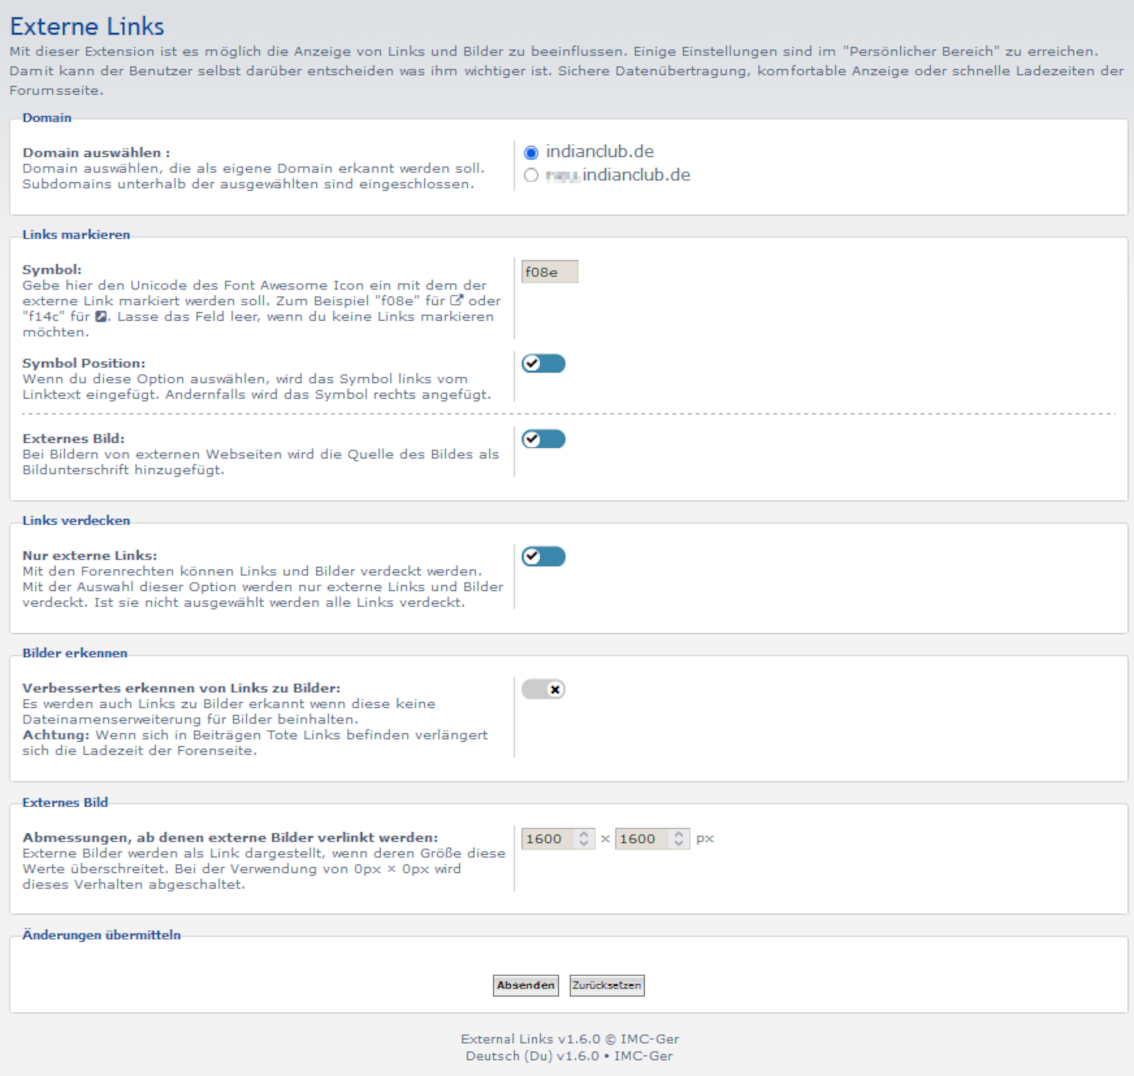 Externe Links
Mit dieser Extension ist es möglich die Anzeige von Links und Bilder zu beeinflussen. Einige Einstellungen sind im "Persönlicher Bereich" zu erreichen.
Damit kann der Benutzer selbst darüber entscheiden was ihm wichtiger ist. Sichere Datenübertragung, komfortable Anzeige oder schnelle Ladezeiten der
Forumsseite.
Domain
Domain auswählen :
Domain auswählen, die als eigene Domain erkannt werden soll.
Subdomains unterhalb der ausgewählten sind eingeschlossen.
indianclub.de
indianclub.de
Links markieren
Symbol:
Gebe hier den Unicode des Font Awesome Icon ein mit dem der
externe Link markiert werden soll. Zum Beispiel "f08e" für oder
"f14c" für . Lasse das Feld leer, wenn du keine Links markieren
möchten.
f08e
Symbol Position:
Wenn du diese Option auswählen, wird das Symbol links vom
Linktext eingefügt. Andernfalls wird das Symbol rechts angefügt.
Externes Bild:
Bei Bildern von externen Webseiten wird die Quelle des Bildes als
Bildunterschrift hinzugefügt.
Links verdecken
Nur externe Links:
Mit den Forenrechten können Links und Bilder verdeckt werden.
Mit der Auswahl dieser Option werden nur externe Links und Bilder
verdeckt. Ist sie nicht ausgewählt werden alle Links verdeckt.
Bilder erkennen
Verbessertes erkennen von Links zu Bilder:
Es werden auch Links zu Bilder erkannt wenn diese keine
Dateinamenserweiterung für Bilder beinhalten.
Achtung: Wenn sich in Beiträgen Tote Links befinden verlängert
sich die Ladezeit der Forenseite.
Externes Bild
Abmessungen, ab denen externe Bilder verlinkt werden:
Externe Bilder werden als Link dargestellt, wenn deren Größe diese
Werte überschreitet. Bei der Verwendung von 0px × 0px wird
dieses Verhalten abgeschaltet.
1600 × 1600 px
Änderungen übermitteln
Absenden Zurücksetzen
External Links v1.6.0 © IMC-Ger
Deutsch (Du) v1.6.0 • IMC-Ger